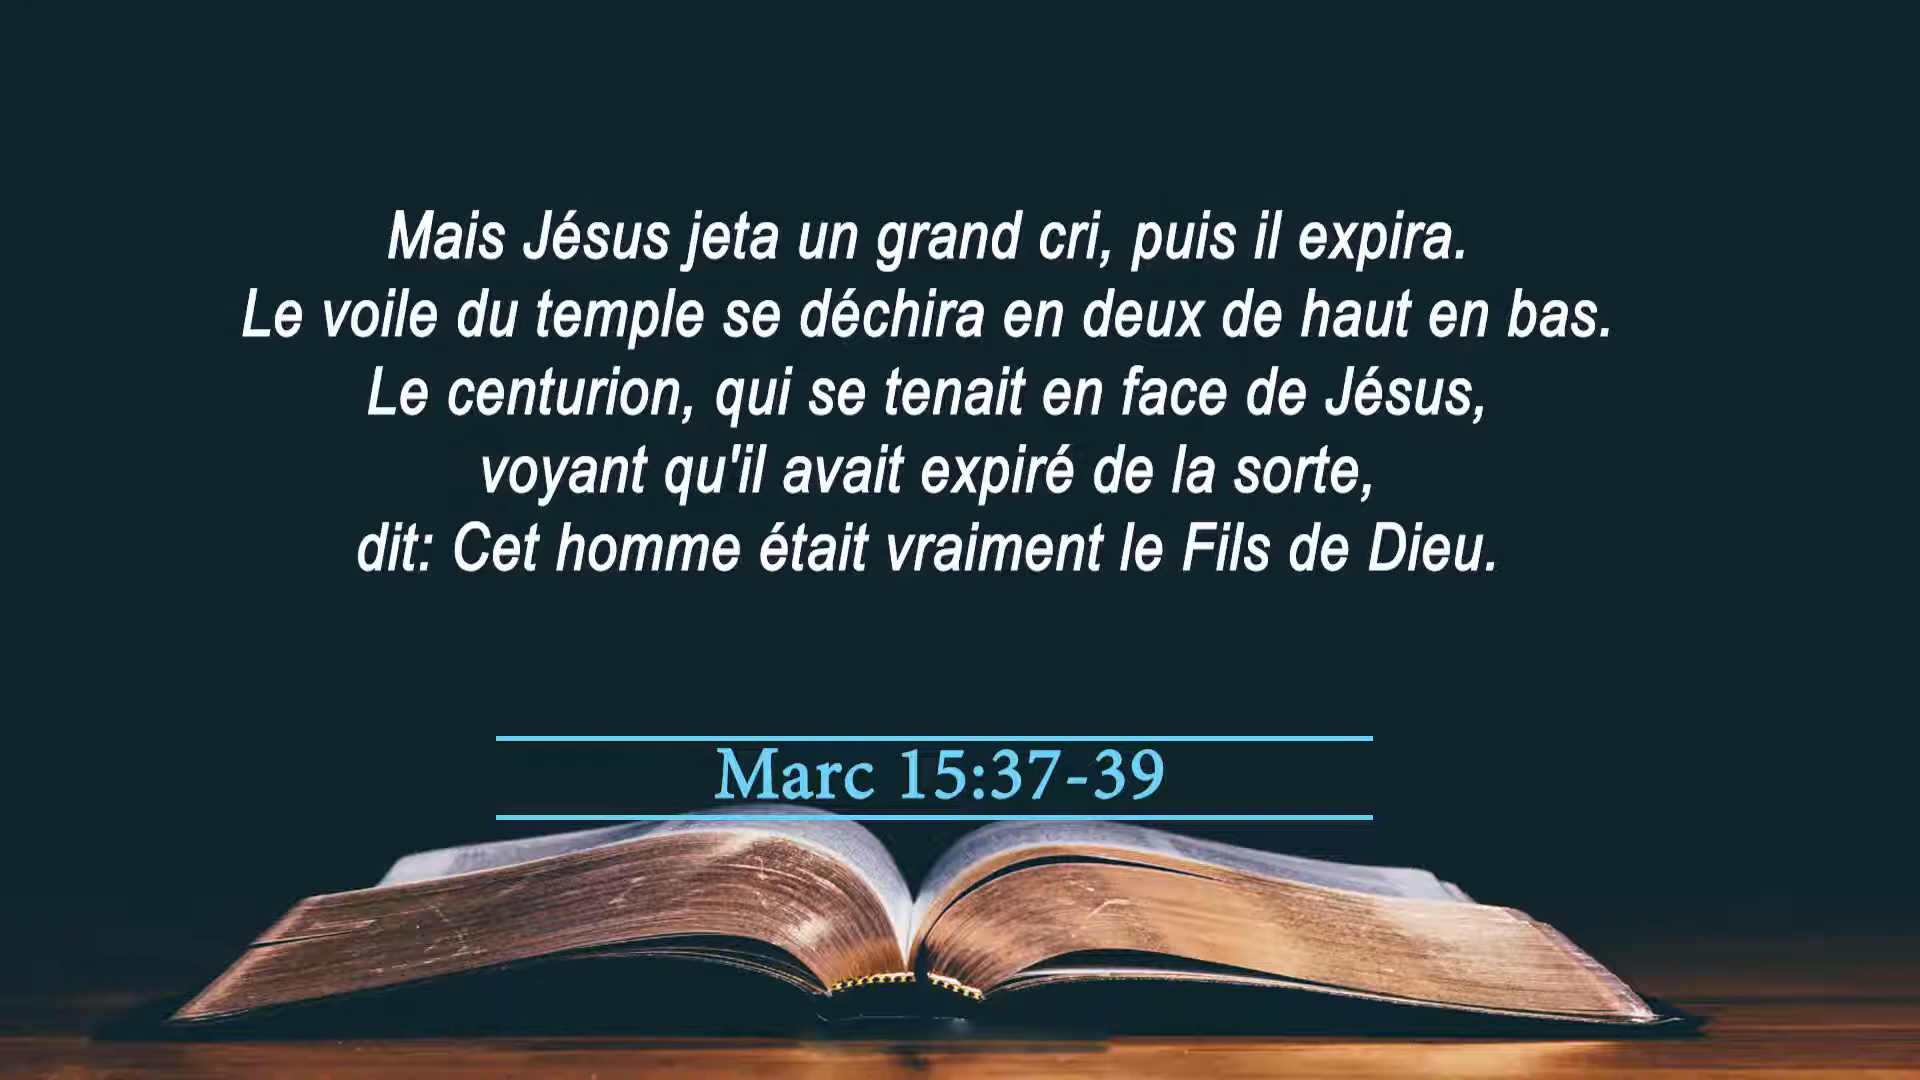 Mais Jésus jeta un grand cri, puis il expira.
Le voile du temple se déchira en deux de haut en bas.
Le centurion, qui se tenait en face de Jésus,
voyant qu'il avait expiré de la sorte,
dit: Cet homme était vraiment le Fils de Dieu.
Marc 15:37-39